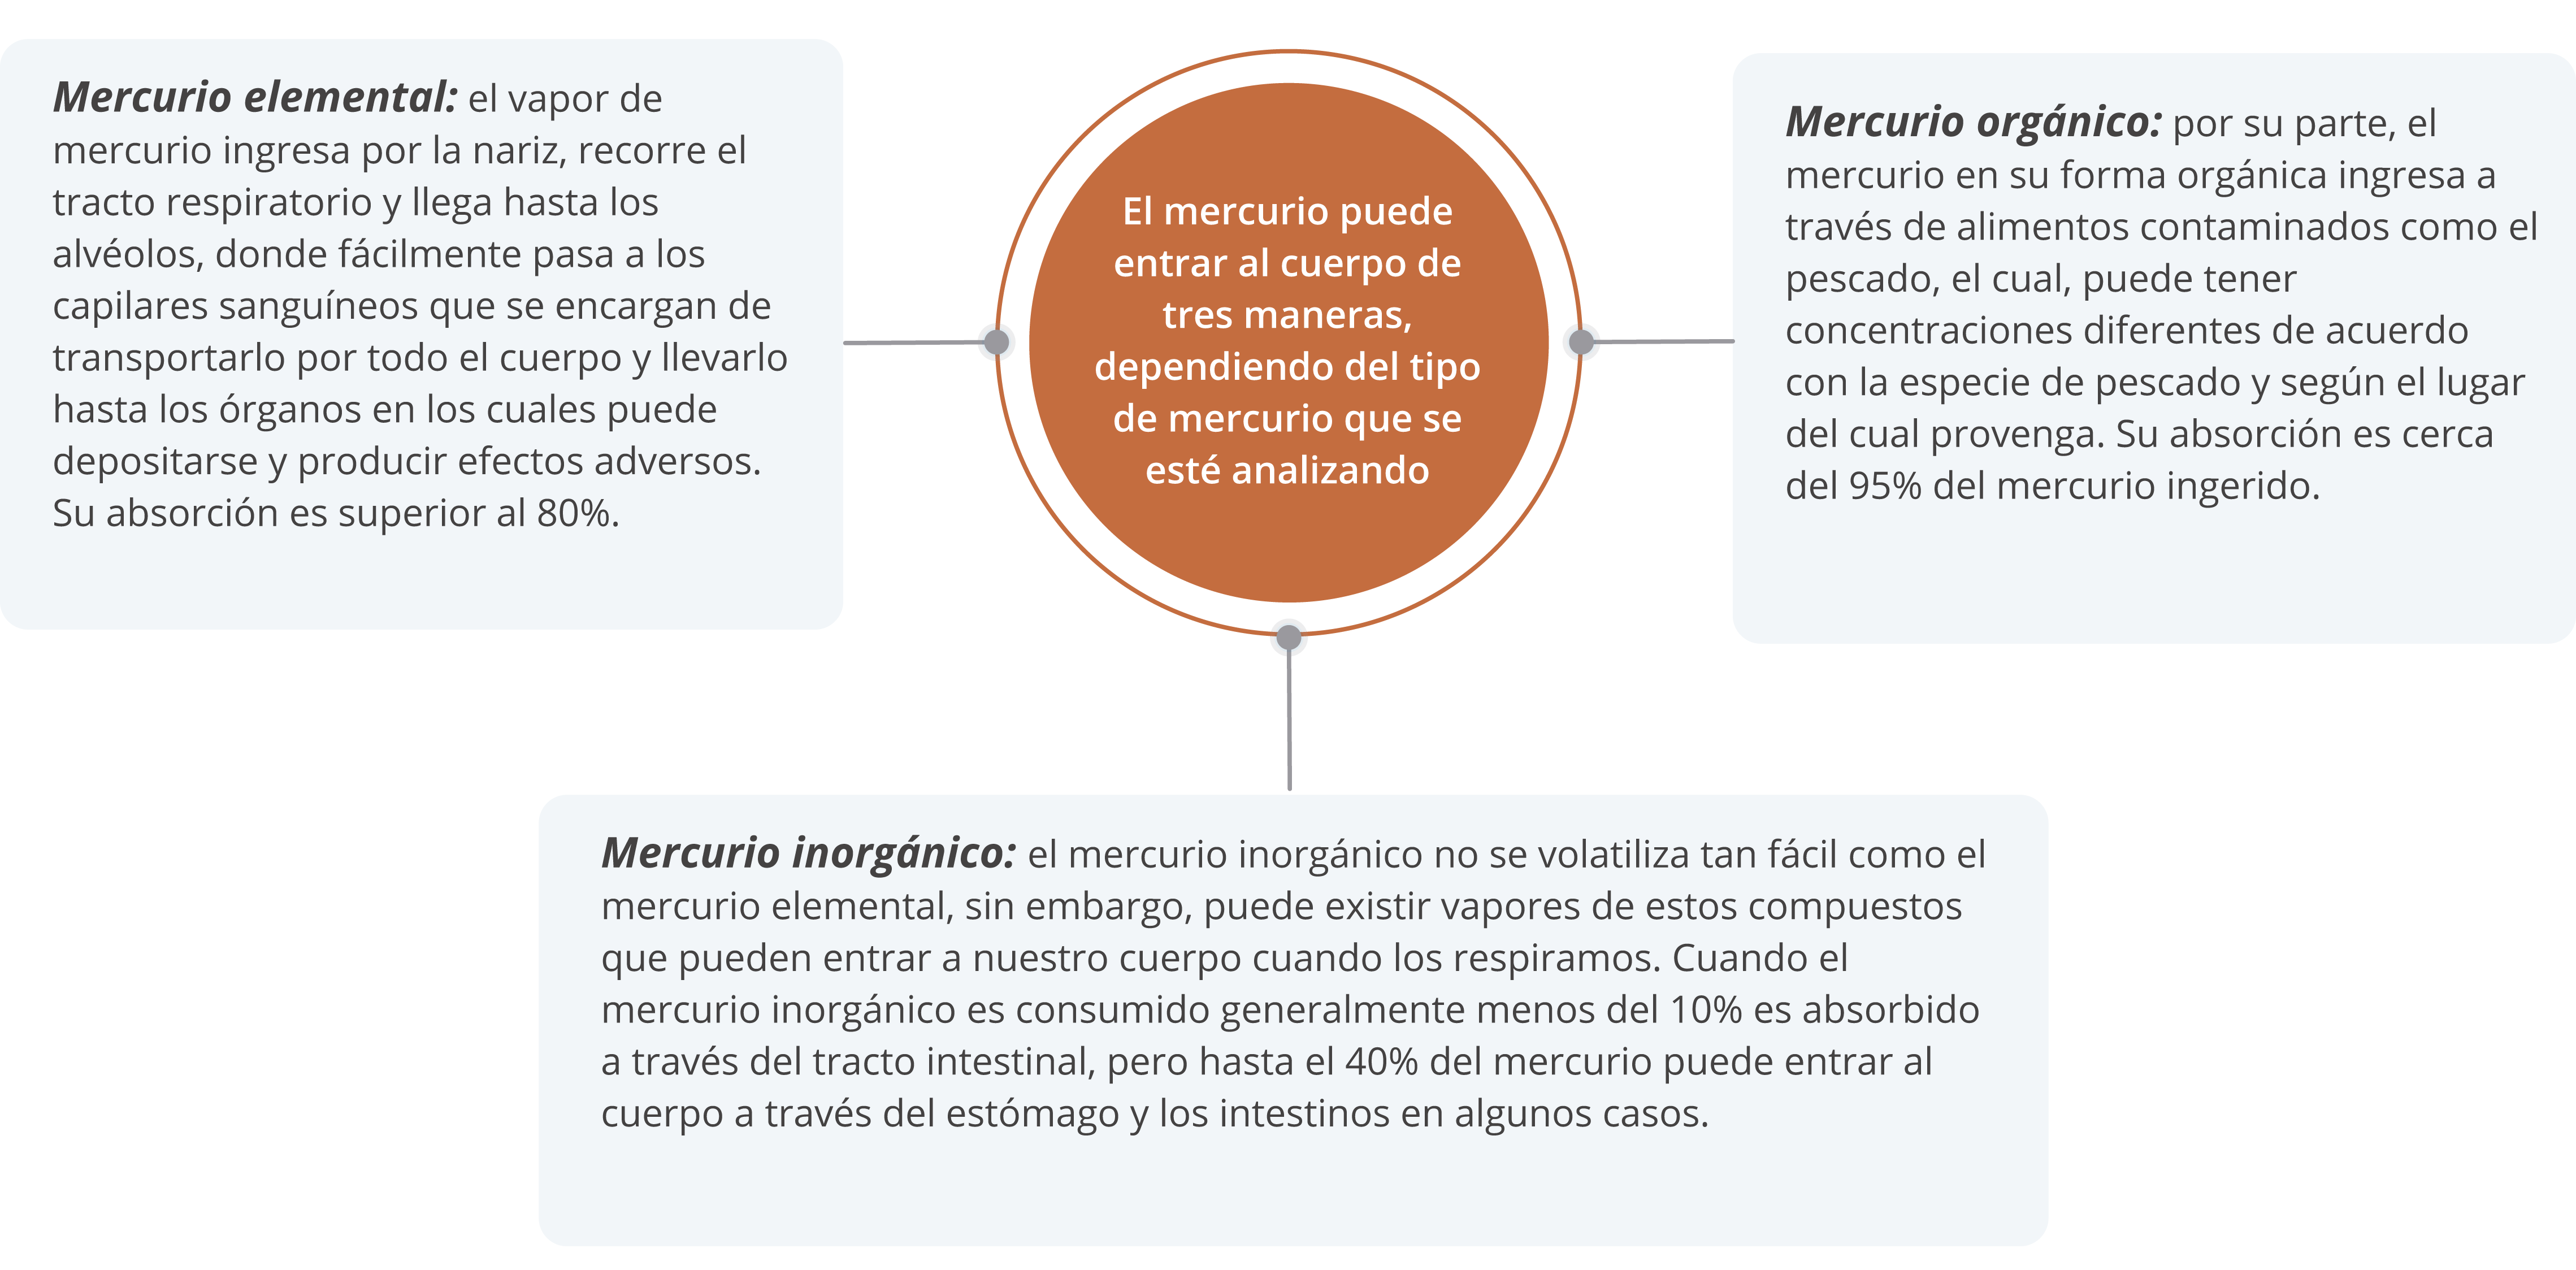 Mercurio elemental: el vapor de
mercurio ingresa por la nariz, recorre el
tracto respiratorio y llega hasta los
alvéolos, donde fácilmente pasa a los
capilares sanguíneos que se encargan de
transportarlo por todo el cuerpo y llevarlo
hasta los órganos en los cuales puede
depositarse y producir efectos adversos.
Su absorción es superior al 80%.
El mercurio puede
entrar al cuerpo de
tres maneras,
dependiendo del tipo
de mercurio que se
esté analizando
Mercurio orgánico: por su parte, el
mercurio en su forma orgánica ingresa a
través de alimentos contaminados como el
pescado, el cual, puede tener
concentraciones diferentes de acuerdo
con la especie de pescado y según el lugar
del cual provenga. Su absorción es cerca
del 95% del mercurio ingerido.
Mercurio inorgánico: el mercurio inorgánico no se volatiliza tan fácil como el
mercurio elemental, sin embargo, puede existir vapores de estos compuestos
que pueden entrar a nuestro cuerpo cuando los respiramos. Cuando el
mercurio inorgánico es consumido generalmente menos del 10% es absorbido
a través del tracto intestinal, pero hasta el 40% del mercurio puede entrar al
cuerpo a través del estómago y los intestinos en algunos casos.